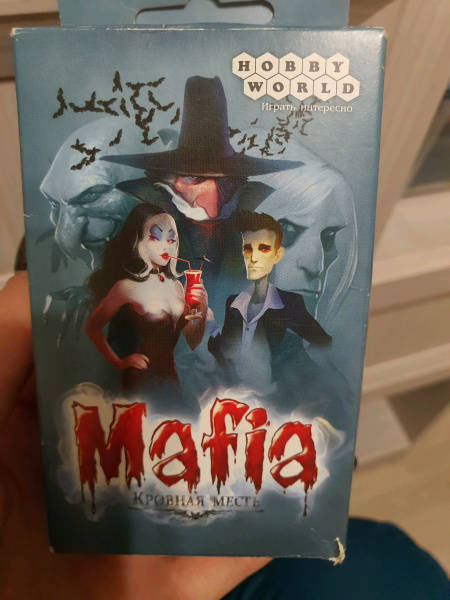 HOBBY
WORLD
Играть интересно
Mafia
Кровная месть